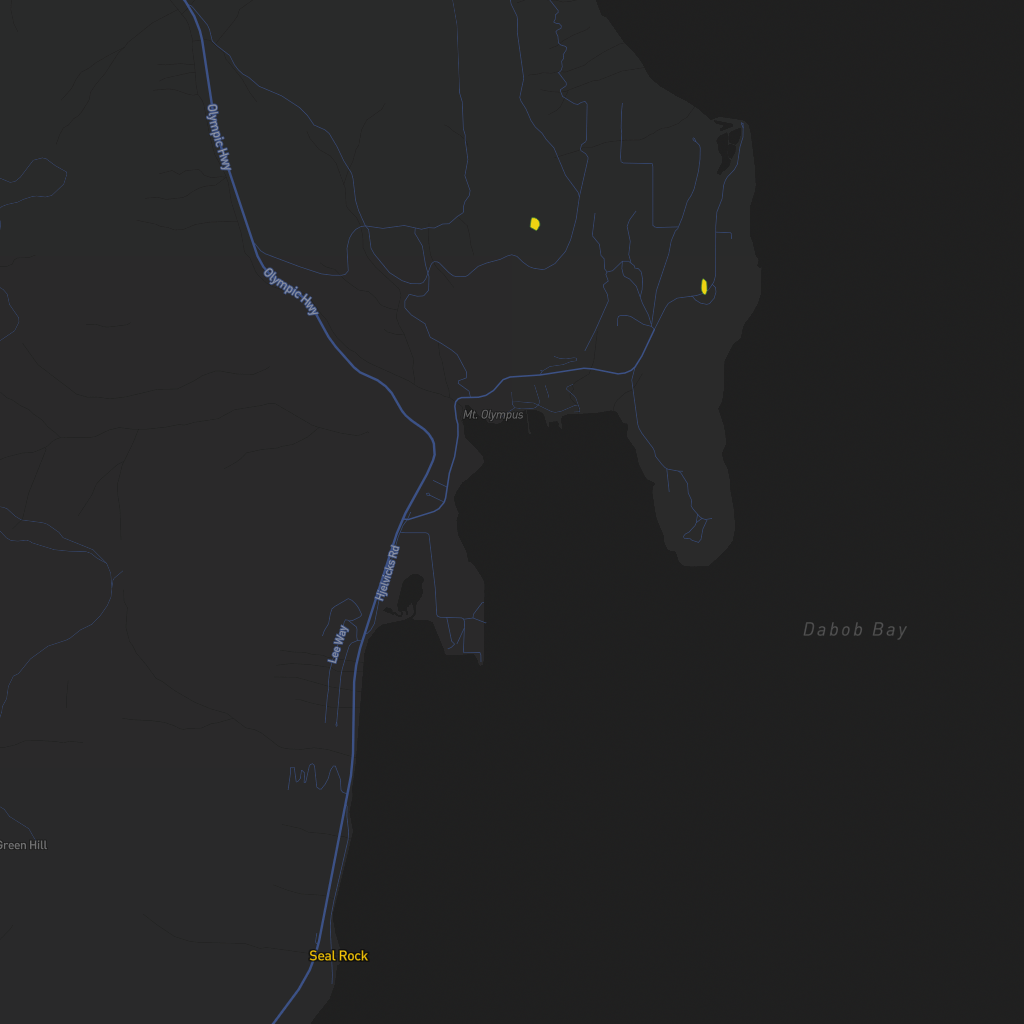 Olympic Hwy
Olympic Hwy
Mt. Olympus
Hjelvicks Rd
Lee Way
Dabob Bay
Green Hill
Seal Rock